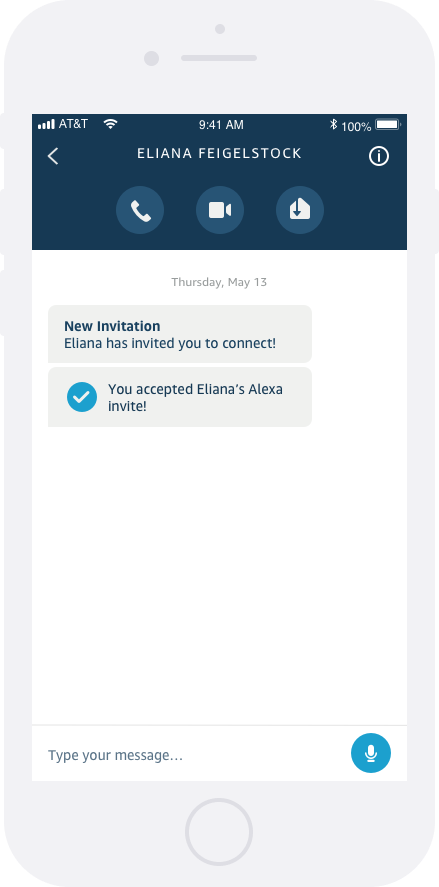 AT&T 9:41 AM 100%
ELIANA FEIGELSTOCK
Thursday, May 13
New Invitation
Eliana has invited you to connect!
You accepted Eliana’s Alexa
invite!
Type your message…